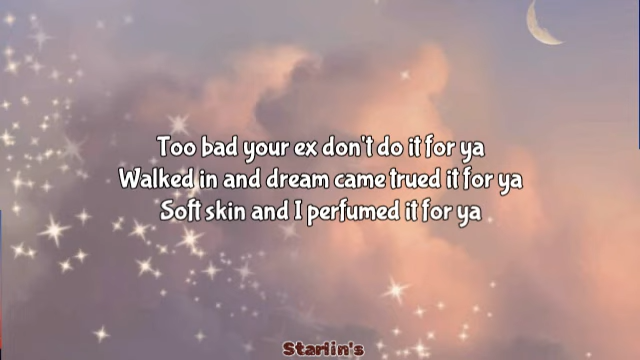 Too bad your ex don't do it for ya
Walked in and dream came trued it for ya
Soft skin and I perfumed it for ya
Starlin's